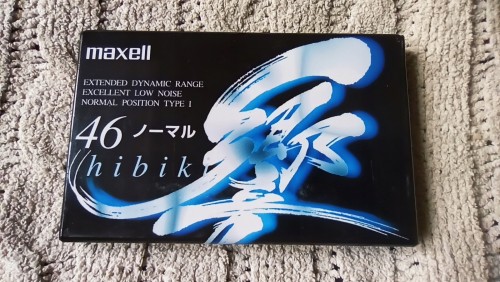 maxell
EXTENDED DYNAMIC RANGE
EXCELLENT LOW NOISE
NORMAL POSITION TYPE I
46 ノーマル
hibiki
響